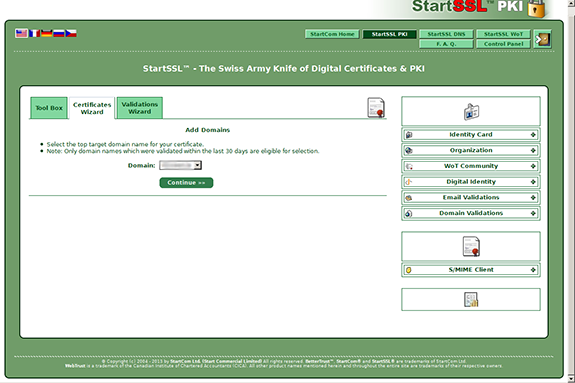 StartSSL™ PKI
StartCom Home
StartSSL PKI
StartSSL DNS
StartSSL WoT
F. A. Q.
Control Panel
StartSSL™ - The Swiss Army Knife of Digital Certificates & PKI
Tool Box
Certificates
Wizard
Validations
Wizard
Add Domains
Select the top target domain name for your certificate.
Note: Only domain names which were validated within the last 30 days are eligible for selection.
Domain:
Continue »»
Identity Card
Organization
WoT Community
Digital Identity
Email Validations
Domain Validations
S/MIME Client
© Copyright (c) 2004 - 2013 by StartCom Ltd. (Start Commercial Limited) All rights reserved. BetterTrust™, StartCom® and StartSSL® are trademarks of StartCom Ltd.
WebTrust is a trademark of the Canadian Institute of Chartered Accountants (CICA). All other product names mentioned herein and throughout the entire site are trademarks of their respective owners.